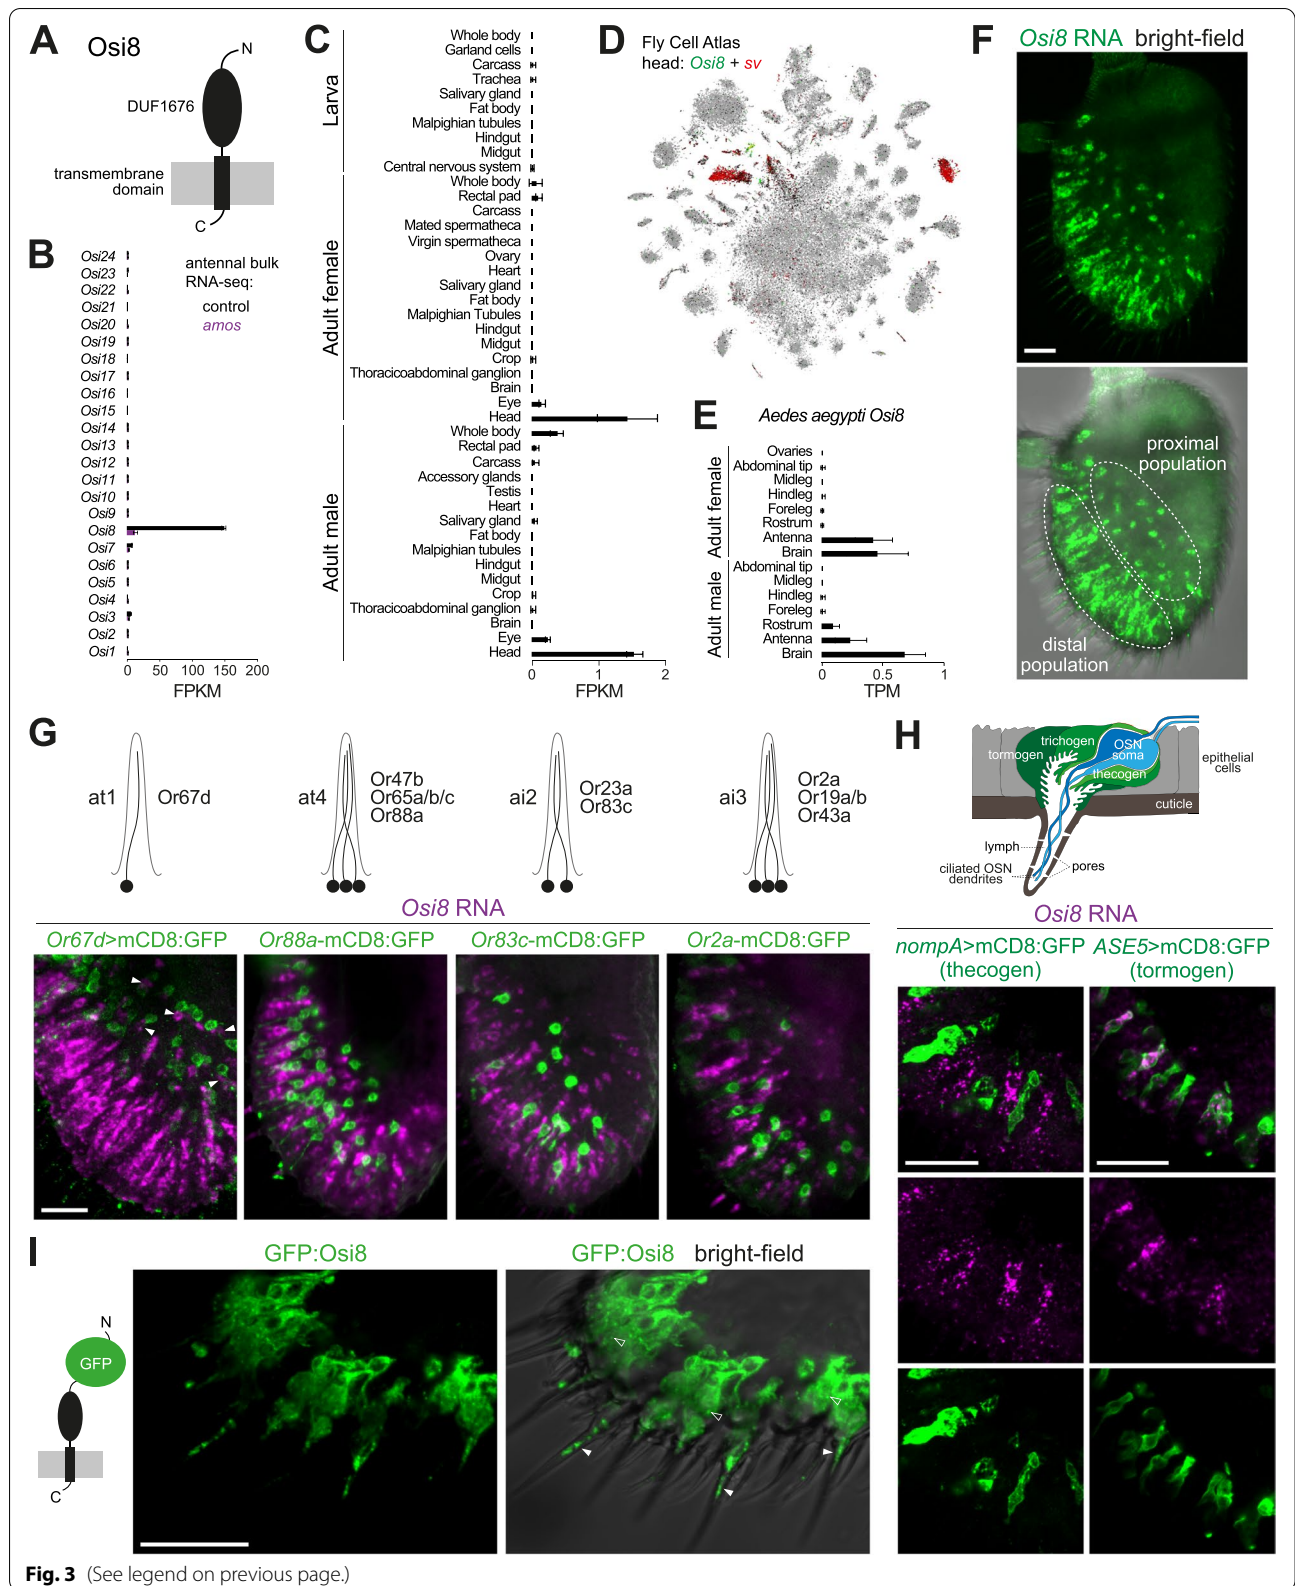 A
Osi8
N
DUF1676
transmembrane
domain
C
B
antennal bulk
RNA-seq:
control
amos
Osi24
Osi23
Osi22
Osi21
Osi20
Osi19
Osi18
Osi17
Osi16
Osi15
Osi14
Osi13
Osi12
Osi11
Osi10
Osi9
Osi8
Osi7
Osi6
Osi5
Osi4
Osi3
Osi2
Osi1
0 50 100 150 200
FPKM
C
Larva
Whole body
Garland cells
Carcass
Trachea
Salivary gland
Fat body
Malpighian tubules
Hindgut
Midgut
Central nervous system
Adult female
Whole body
Rectal pad
Carcass
Mated spermatheca
Virgin spermatheca
Ovary
Heart
Salivary gland
Fat body
Malpighian Tubules
Hindgut
Midgut
Crop
Thoracicoabdominal ganglion
Brain
Eye
Head
Adult male
Whole body
Rectal pad
Carcass
Accessory glands
Testis
Heart
Salivary gland
Fat body
Malpighian tubules
Hindgut
Midgut
Crop
Thoracicoabdominal ganglion
Brain
Eye
Head
0 1 2
FPKM
D
Fly Cell Atlas
head: Osi8 + sv
E
Aedes aegypti Osi8
Adult female
Ovaries
Abdominal tip
Midleg
Hindleg
Foreleg
Rostrum
Antenna
Brain
Adult male
Abdominal tip
Midleg
Hindleg
Foreleg
Rostrum
Antenna
Brain
0 0.5 1
TPM
F
Osi8 RNA bright-field
proximal
population
distal
population
G
at1 Or67d
at4
Or47b
Or65a/b/c
Or88a
ai2
Or23a
Or83c
ai3
Or2a
Or19a/b
Or43a
Osi8 RNA
Or67d>mCD8:GFP
Or88a-mCD8:GFP
Or83c-mCD8:GFP
Or2a-mCD8:GFP
H
tormogen
trichogen
OSN
soma
thecogen
epithelial
cells
cuticle
lymph
ciliated OSN
dendrites
pores
Osi8 RNA
nompA>mCD8:GFP
(thecogen)
ASE5>mCD8:GFP
(tormogen)
I
N
GFP
C
GFP:Osi8
GFP:Osi8 bright-field
Fig. 3 (See legend on previous page.)